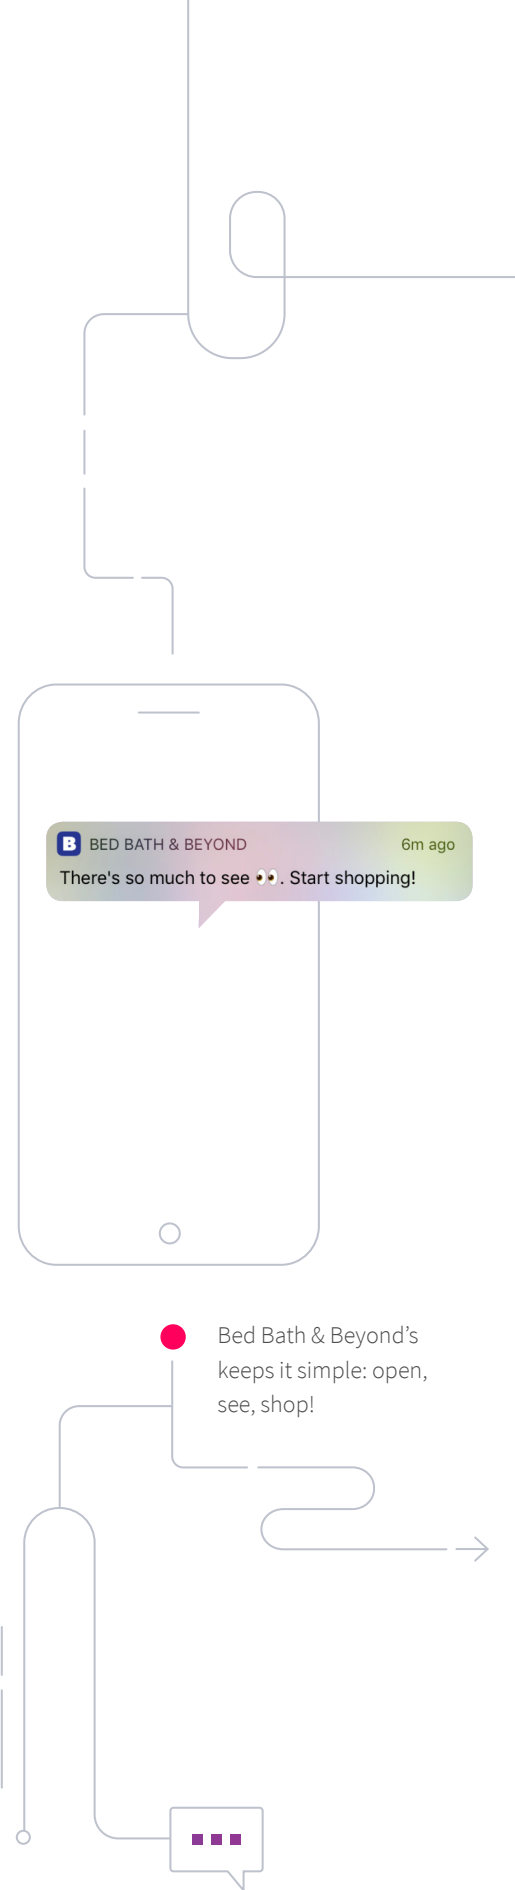 B BED BATH & BEYOND 6m ago
There's so much to see 👀. Start shopping!
Bed Bath & Beyond’s
keeps it simple: open,
see, shop!